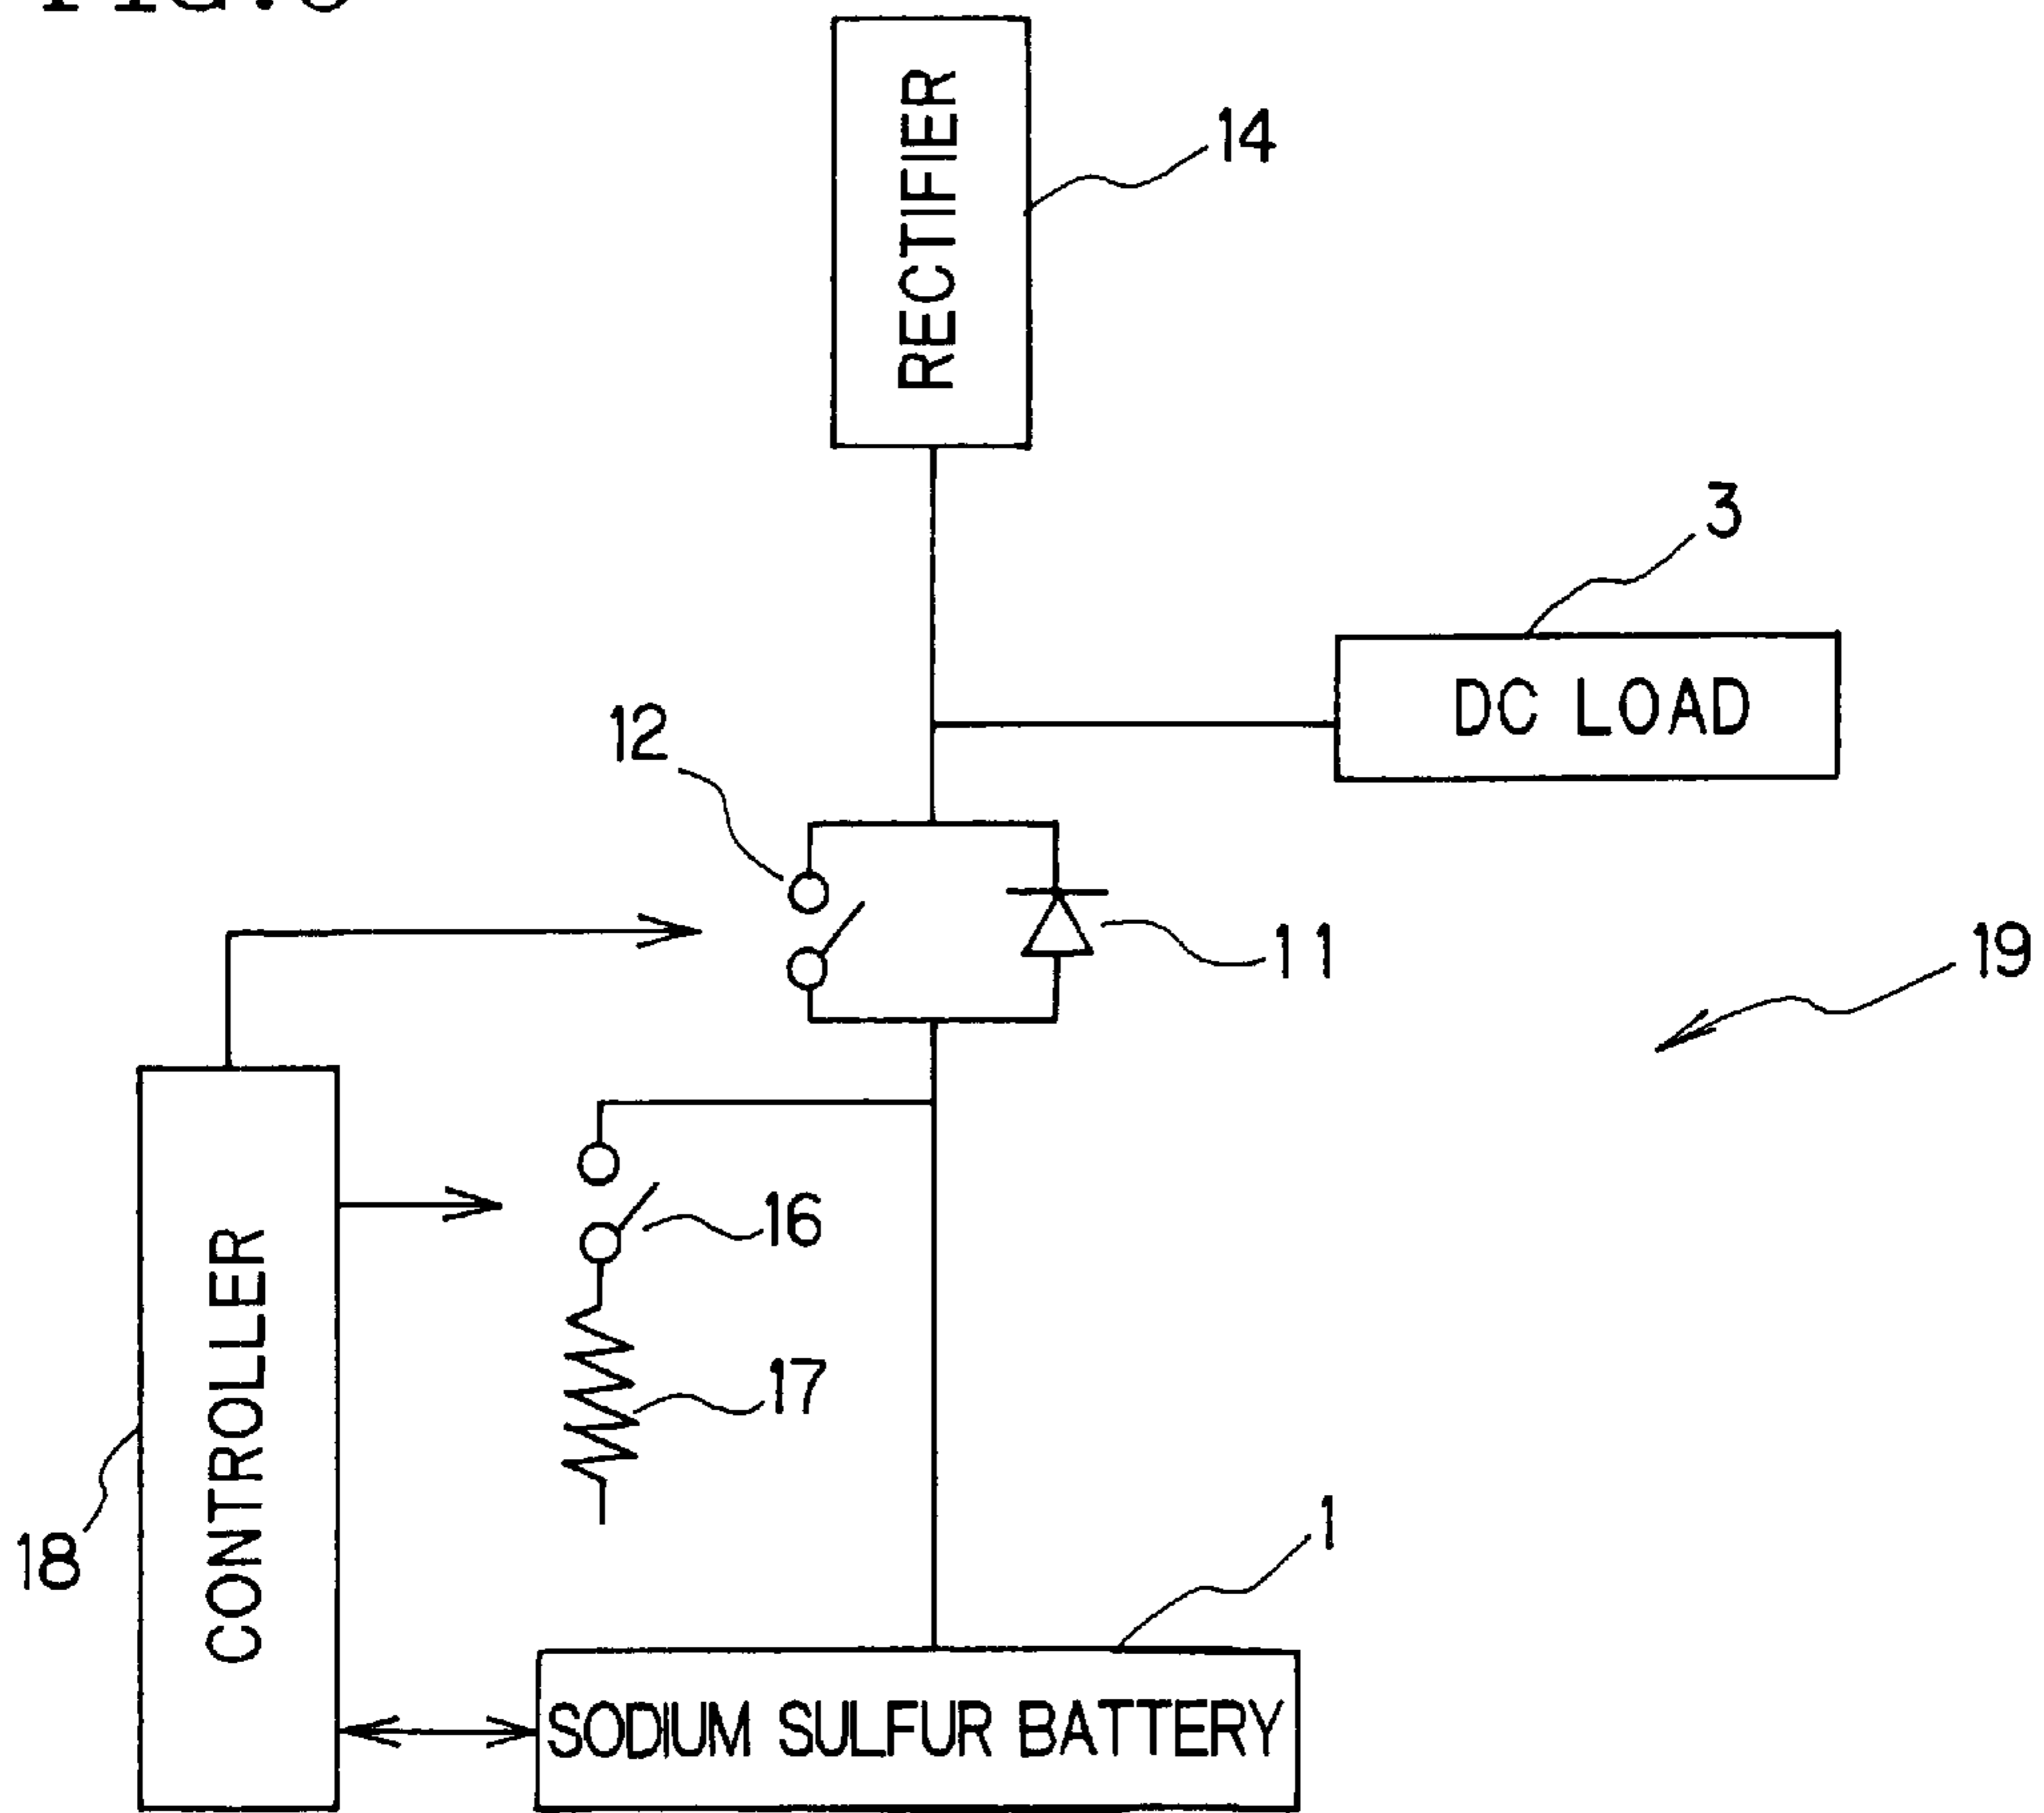 RECTIFIER
14
3
DC LOAD
12
11
19
16
CONTROLLER
17
18
1
SODIUM SULFUR BATTERY